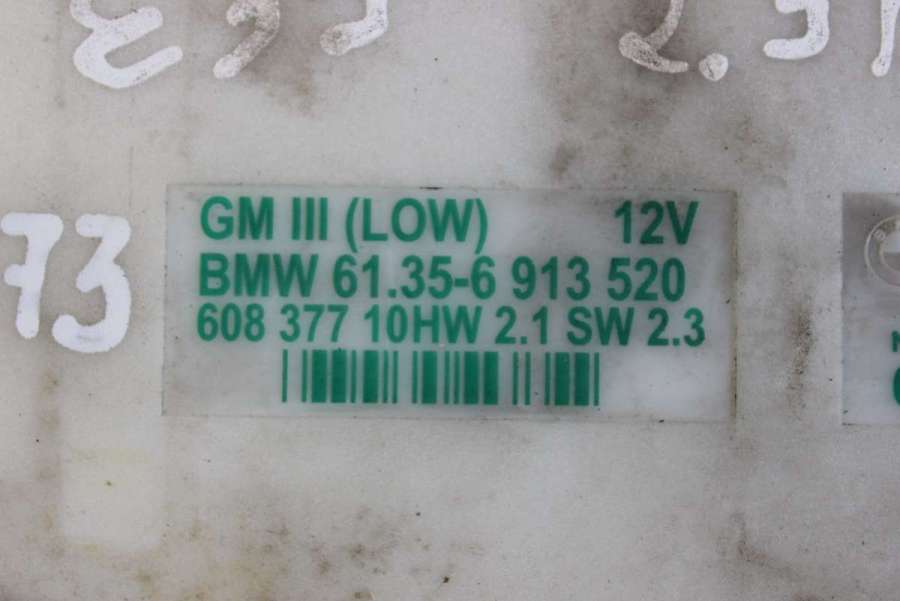 GM III (LOW) 12V
BMW 61.35-6 913 520
608 377 10HW 2.1 SW 2.3
73